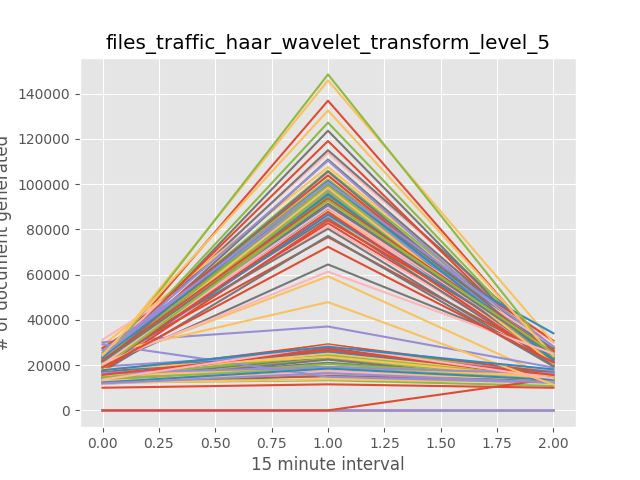 files_traffic_haar_wavelet_transform_level_5
# of document generated
140000
120000
100000
80000
60000
40000
20000
0
0.00 0.25 0.50 0.75 1.00 1.25 1.50 1.75 2.00
15 minute interval